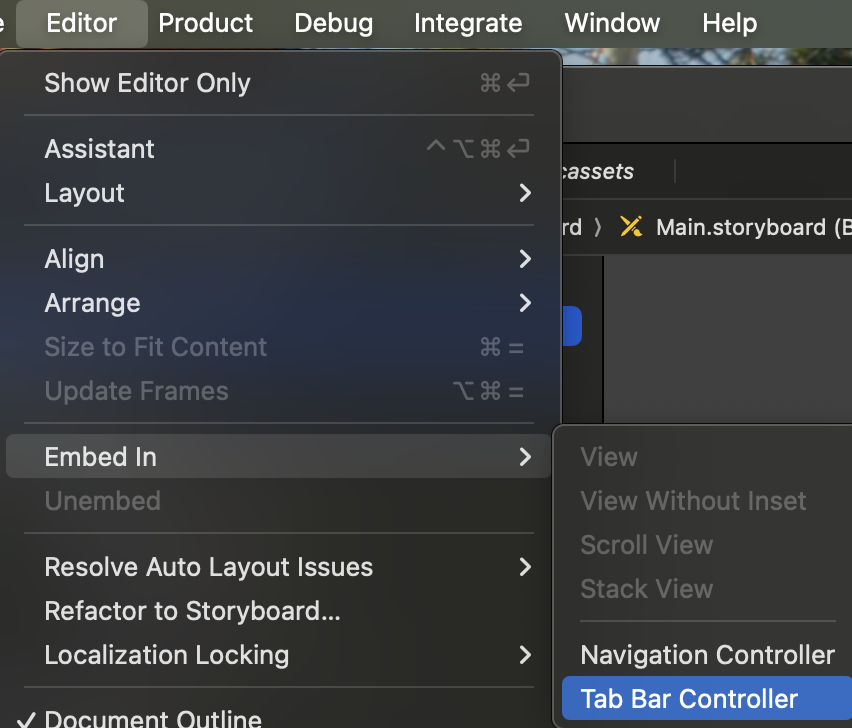 Editor Product Debug Integrate Window Help
Show Editor Only ⌘↩
Assistant ^⌥⌘↩
Layout
cassets
rd ⟩ Main.storyboard (B
Align
Arrange
Size to Fit Content ⌘=
Update Frames ⌥⌘=
Embed In
Unembed
Resolve Auto Layout Issues
Refactor to Storyboard...
Localization Locking
✓ Document Outline
View
View Without Inset
Scroll View
Stack View
Navigation Controller
Tab Bar Controller